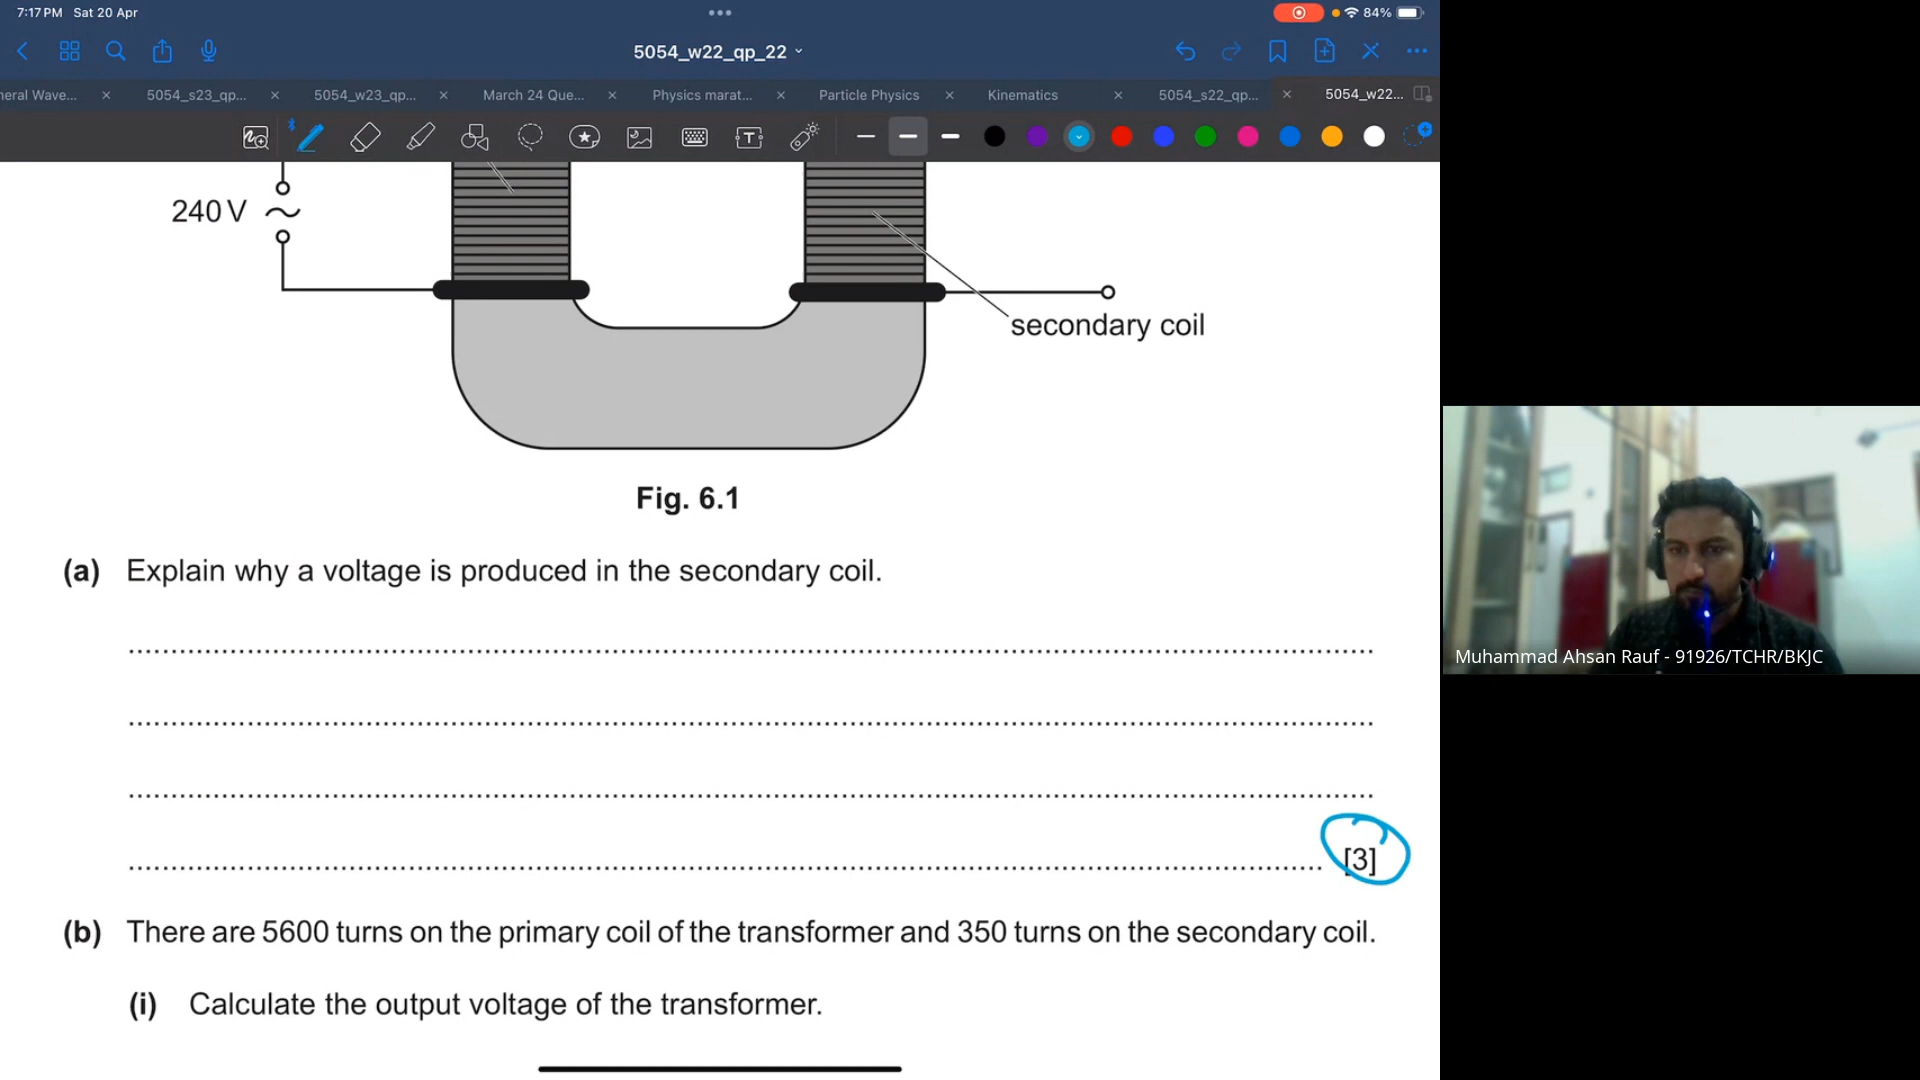 7:17 PM Sat 20 Apr
84%
5054_w22_qp_22
neral Wave...
5054_s23_qp...
5054_w23_qp...
March 24 Que...
Physics marat...
Particle Physics
Kinematics
5054_s22_qp...
5054_w22...
240 V
secondary coil
Fig. 6.1
(a) Explain why a voltage is produced in the secondary coil.
[3]
(b) There are 5600 turns on the primary coil of the transformer and 350 turns on the secondary coil.
(i) Calculate the output voltage of the transformer.
Muhammad Ahsan Rauf - 91926/TCHR/BKJC